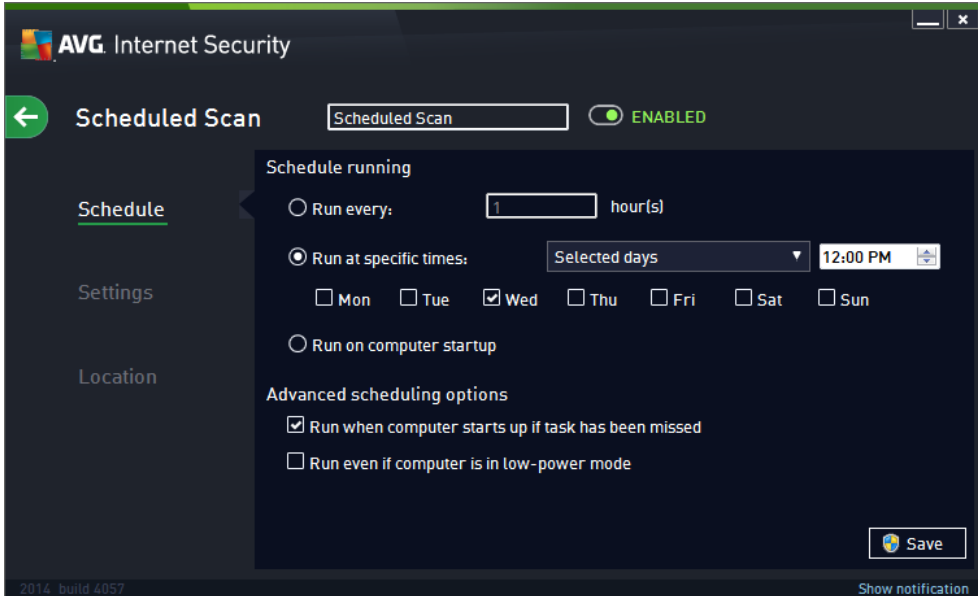 AVG. Internet Security
Scheduled Scan
Scheduled Scan
ENABLED
Schedule
Settings
Location
Schedule running
Run every:
1
hour(s)
Run at specific times:
Selected days
12:00 PM
Mon Tue Wed Thu Fri Sat Sun
Run on computer startup
Advanced scheduling options
Run when computer starts up if task has been missed
Run even if computer is in low-power mode
Save
2014 build 4057
Show notification